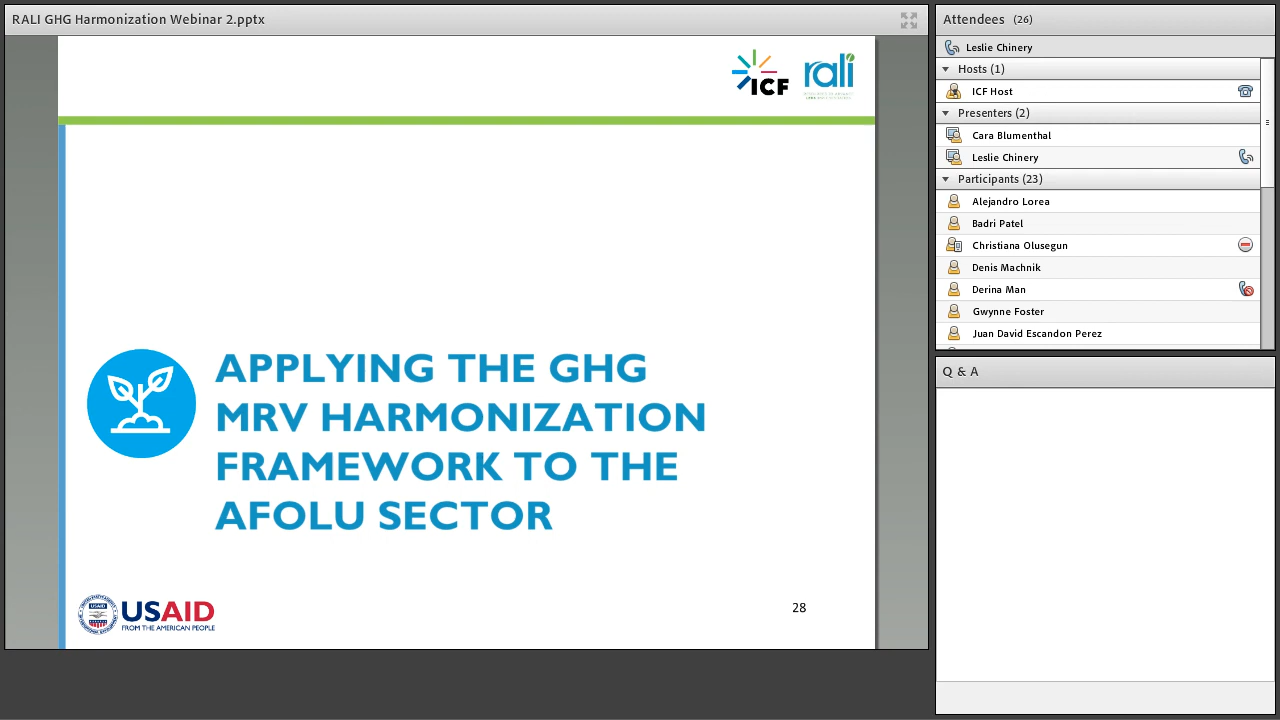 RALI GHG Harmonization Webinar 2.pptx
ICF
rali
APPLYING THE GHG
MRV HARMONIZATION
FRAMEWORK TO THE
AFOLU SECTOR
USAID
USAID
FROM THE AMERICAN PEOPLE
28
Attendees (26)
Leslie Chinery
Hosts (1)
ICF Host
Presenters (2)
Cara Blumenthal
Leslie Chinery
Participants (23)
Alejandro Lorea
Badri Patel
Christiana Olusegun
Denis Machnik
Derina Man
Gwynne Foster
Juan David Escandon Perez
Q & A